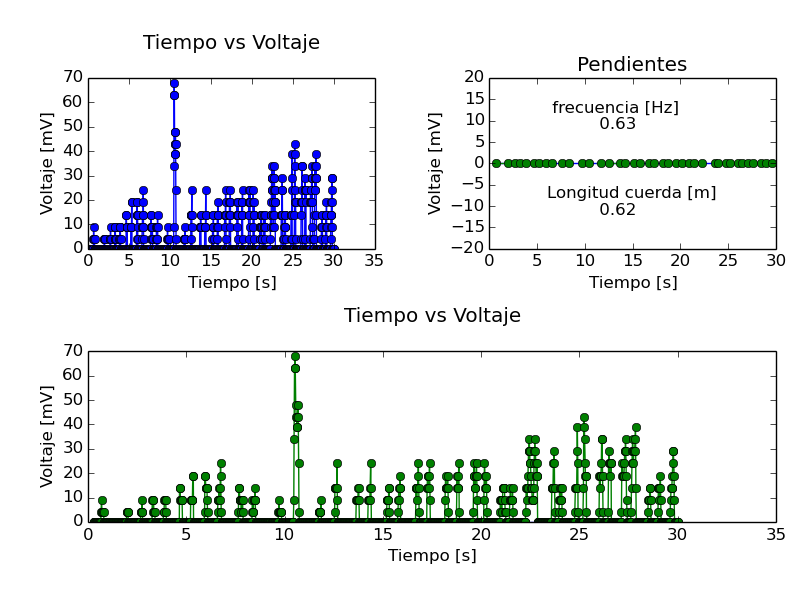 Tiempo vs Voltaje
Voltaje [mV]
70
60
50
40
30
20
10
0
0 5 10 15 20 25 30 35
Tiempo [s]
Pendientes
Voltaje [mV]
20
15
10
5
0
−5
−10
−15
−20
frecuencia [Hz]
0.63
Longitud cuerda [m]
0.62
0 5 10 15 20 25 30
Tiempo [s]
Tiempo vs Voltaje
Voltaje [mV]
70
60
50
40
30
20
10
0
0 5 10 15 20 25 30 35
Tiempo [s]